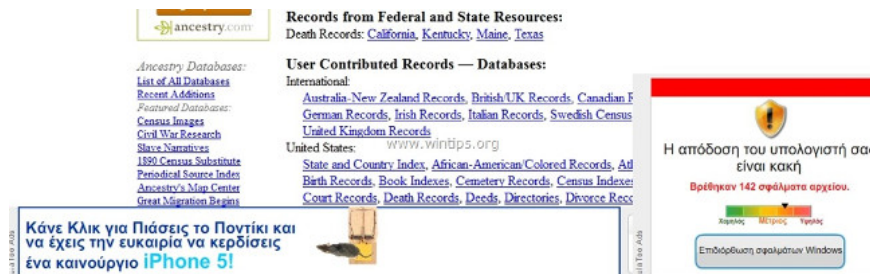 ancestry.com
Ancestry Databases:
List of All Databases
Recent Additions
Featured Databases:
Census Images
Civil War Research
Slave Narratives
1890 Census Substitute
Periodical Source Index
Ancestry's Map Center
Great Migration Begins
Records from Federal and State Resources:
Death Records: California, Kentucky, Maine, Texas
User Contributed Records — Databases:
International:
Australia-New Zealand Records, British/UK Records, Canadian
German Records, Irish Records, Italian Records, Swedish Census
United Kingdom Records
www.wintips.org
United States:
State and Country Index, African-American/Colored Records,
Birth Records, Book Indexes, Cemetery Records, Census Indexes
Court Records, Death Records, Deeds, Directories, Divorce
Κάνε Κλικ για Πιάσεις το Ποντίκι και
να έχεις την ευκαιρία να κερδίσεις
ένα καινούργιο iPhone 5!
Η απόδοση του υπολογιστή σας
είναι κακή
Βρέθηκαν 142 σφάλματα αρχείου.
Χαμηλός Μέτριος Υψηλός
Επιδιόρθωση σφαλμάτων Windows